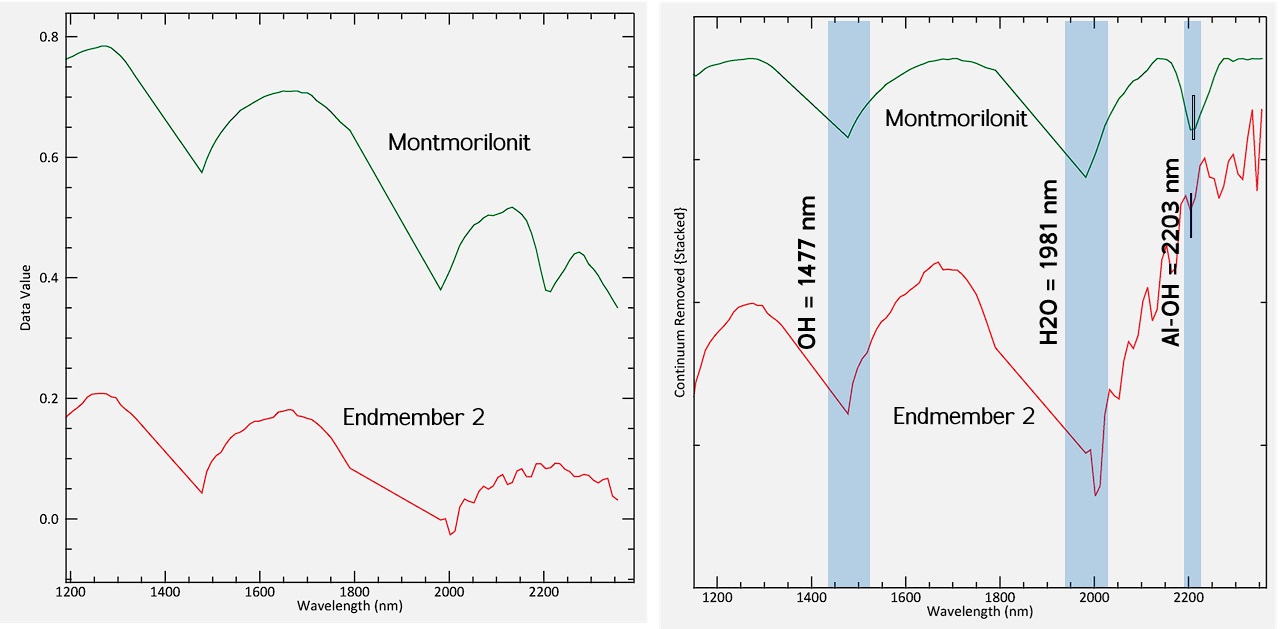 0.8
0.6
0.4
0.2
0.0
Data Value
Montmorilonit
Endmember 2
1200 1400 1600 1800 2000 2200
Wavelength (nm)
Continuum Removed {Stacked}
Montmorilonit
OH = 1477 nm
H2O = 1981 nm
Al-OH = 2203 nm
Endmember 2
1200 1400 1600 1800 2000 2200
Wavelength (nm)